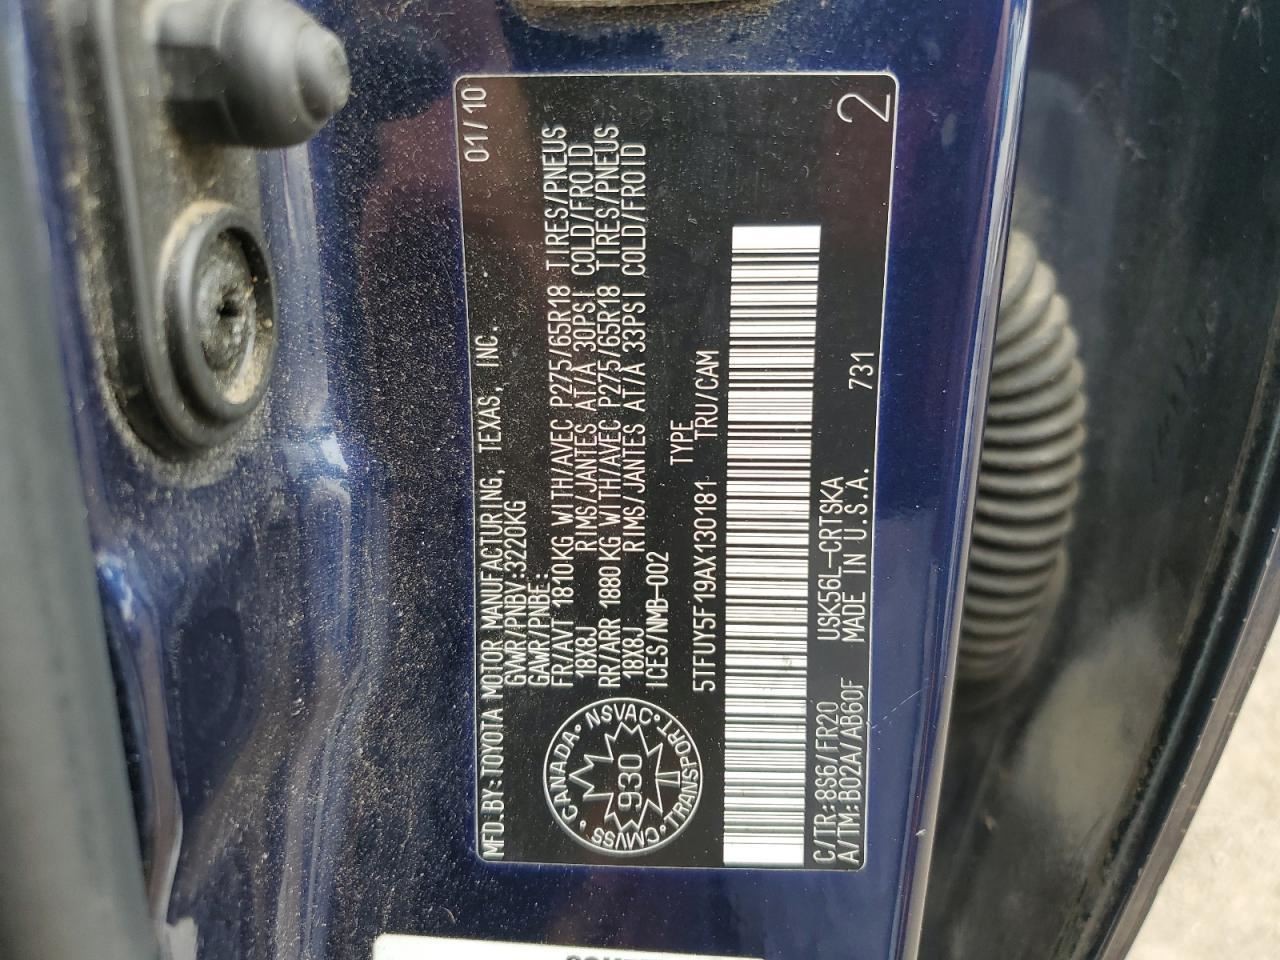 MFD.BY:TOYOTA MOTOR MANUFACTURING, TEXAS, INC. 01/10
GVWR/PNBV:3220KG
GAWR/PNBE:
FR/AVT 1810KG WITH/AVEC P275/65R18 TIRES/PNEUS
18X8J RIMS/JANTES AT/A 30PSI COLD/FROID
RR/ARR 1880KG WITH/AVEC P275/65R18 TIRES/PNEUS
18X8J RIMS/JANTES AT/A 33PSI COLD/FROID
ICES/NMB-002
CANADA • NSVAC • TRANSPORT • CMVSS
930
5TFUY5F19AX130181 TYPE TRU/CAM
C/TR:8S6/FR20 USK56L-CRTSKA 731 2
A/TM:B02A/AB60F MADE IN U.S.A.